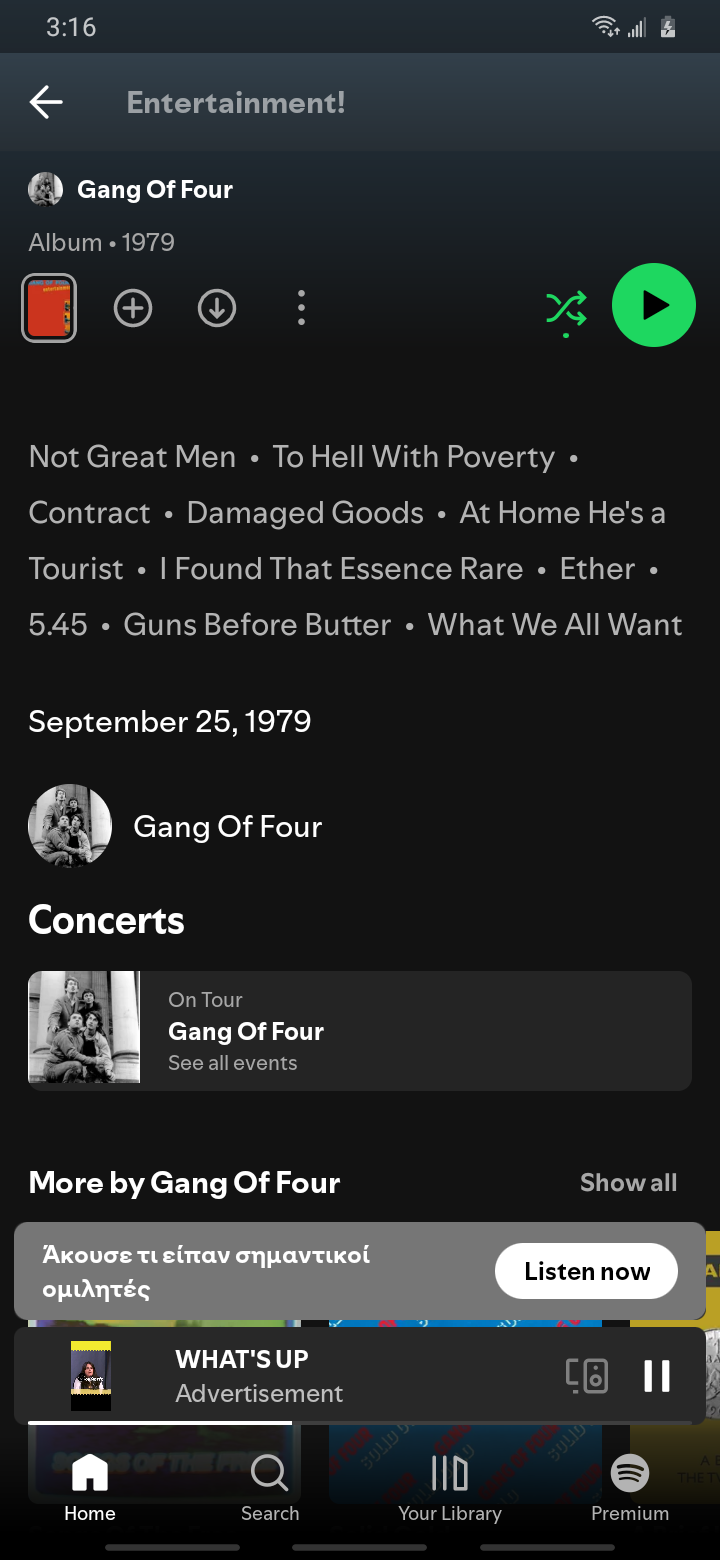 3:16
Entertainment!
Gang Of Four
Album • 1979
Not Great Men • To Hell With Poverty •
Contract • Damaged Goods • At Home He's a
Tourist • I Found That Essence Rare • Ether •
5.45 • Guns Before Butter • What We All Want
September 25, 1979
Gang Of Four
Concerts
On Tour
Gang Of Four
See all events
More by Gang Of Four
Show all
Άκουσε τι είπαν σημαντικοί
ομιλητές
Listen now
WHAT'S UP
Advertisement
Home
Search
Your Library
Premium